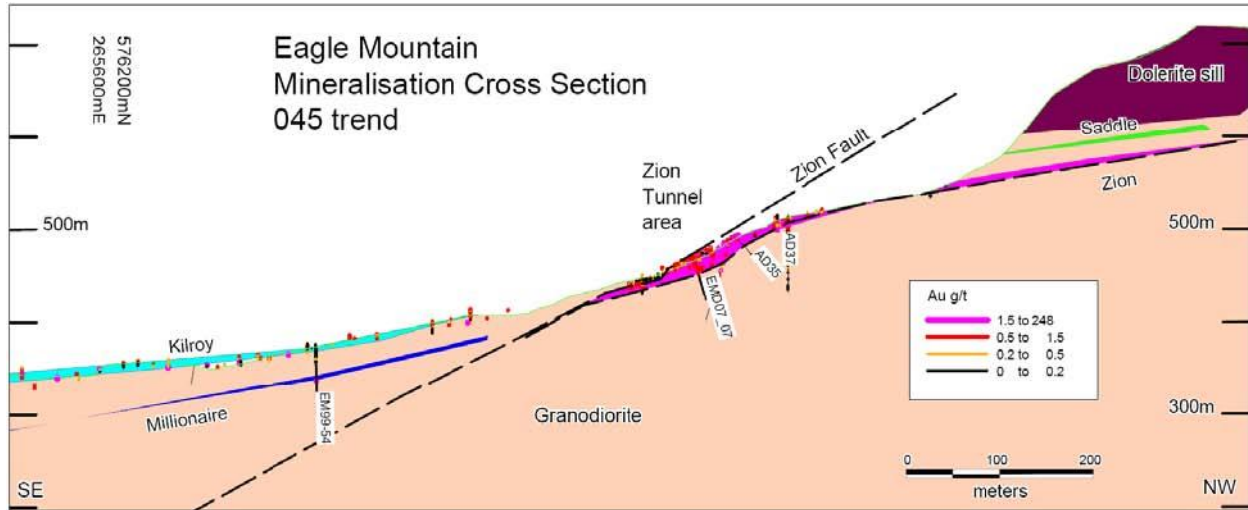 576200mN
265600mE
Eagle Mountain
Mineralisation Cross Section
045 trend
Dolerite sill
Saddle
Zion Fault
Zion
Tunnel
area
Zion
500m
500m
AD37
AD35
EMD07_07
Au g/t
1.5 to 248
0.5 to 1.5
0.2 to 0.5
0 to 0.2
Kilroy
Millionaire
EM99-54
Granodiorite
300m
0 100 200
meters
SE
NW